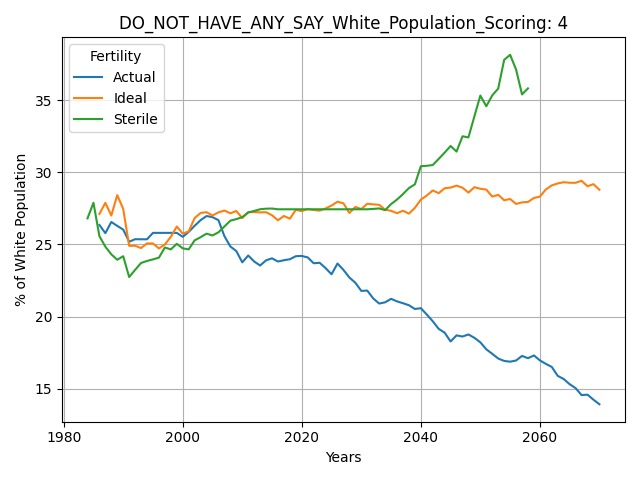 DO_NOT_HAVE_ANY_SAY_White_Population_Scoring: 4
Fertility
Actual
Ideal
Sterile
% of White Population
35
30
25
20
15
1980
2000
2020
2040
2060
Years